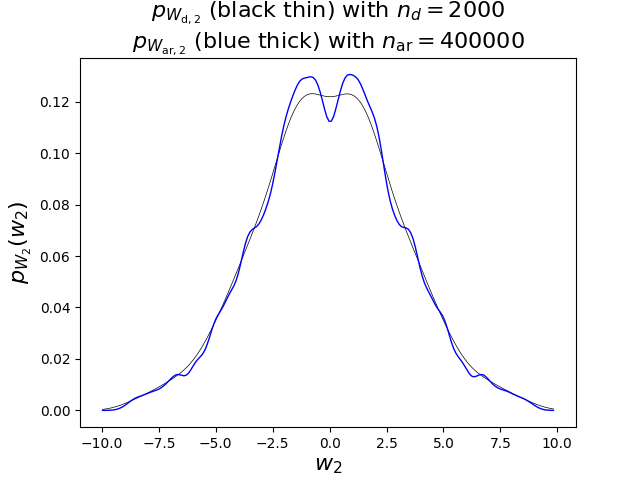 $p_{W_{\mathrm{d},2}}$ (black thin) with $n_d = 2000$
$p_{W_{\mathrm{ar},2}}$ (blue thick) with $n_{\mathrm{ar}} = 400000$
0.12
0.10
0.08
0.06
0.04
0.02
0.00
$p_{W_2}(w_2)$
−10.0 −7.5 −5.0 −2.5 0.0 2.5 5.0 7.5 10.0
$w_2$